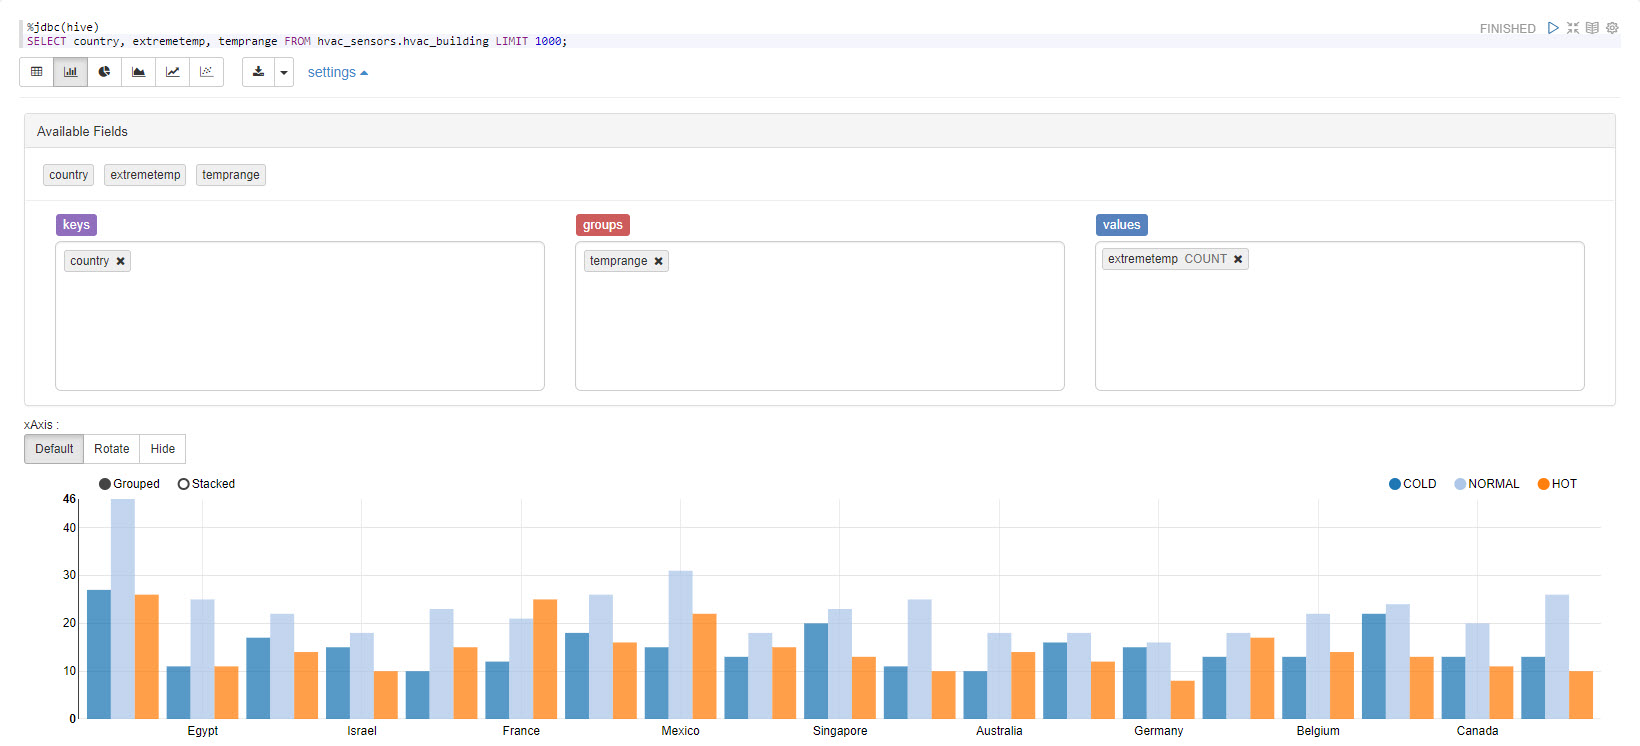 %jdbc(hive)
SELECT country, extremetemp, temprange FROM hvac_sensors.hvac_building LIMIT 1000;
FINISHED
settings
Available Fields
country extremetemp temprange
keys groups values
country temprange extremetemp COUNT
xAxis :
Default Rotate Hide
Grouped Stacked COLD NORMAL HOT
46
40
30
20
10
0
Egypt Israel France Mexico Singapore Australia Germany Belgium Canada